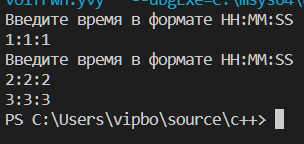 Введите время в формате HH:MM:SS
1:1:1
Введите время в формате HH:MM:SS
2:2:2
3:3:3
PS C:\Users\vipbo\source\c++>